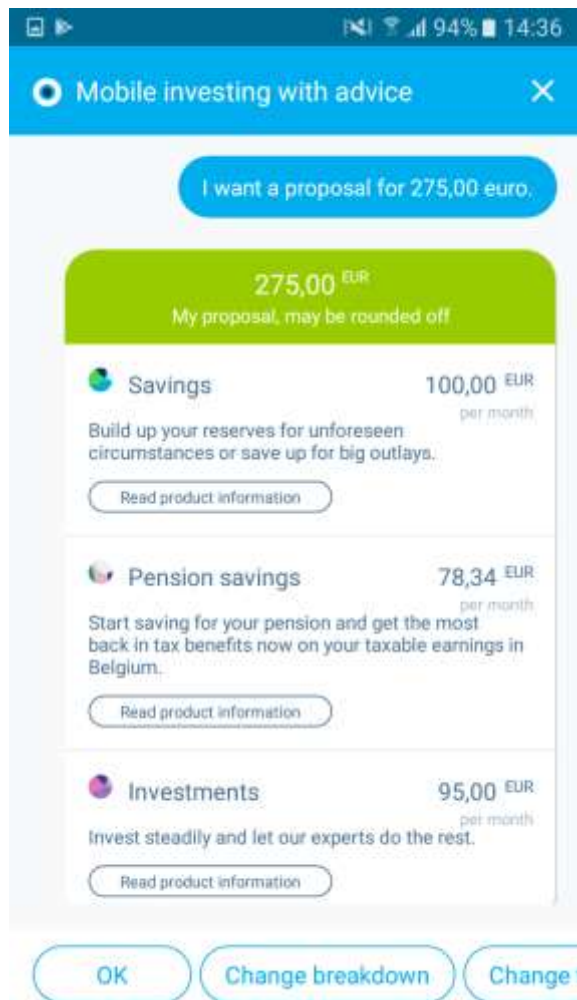 94% 14:36
Mobile investing with advice
I want a proposal for 275,00 euro.
275,00 EUR
My proposal, may be rounded off
Savings 100,00 EUR
per month
Build up your reserves for unforeseen
circumstances or save up for big outlays.
Read product information
Pension savings 78,34 EUR
per month
Start saving for your pension and get the most
back in tax benefits now on your taxable earnings in
Belgium.
Read product information
Investments 95,00 EUR
per month
Invest steadily and let our experts do the rest.
Read product information
OK Change breakdown Change